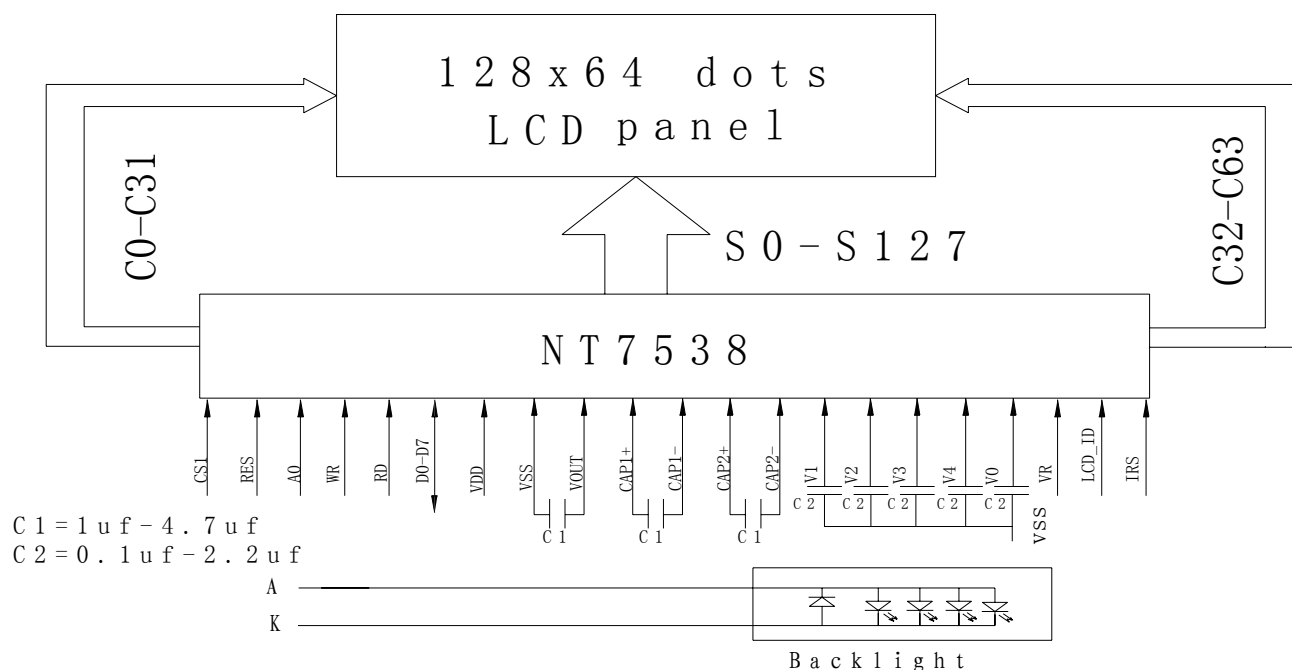 128x64 dots
LCD panel
C0-C31
C32-C63
S0-S127
NT7538
CS1
RES
A0
WR
RD
D0-D7
VDD
VSS
VOUT
CAP1+
CAP1-
CAP2+
CAP2-
V1
V2
V3
V4
V0
VR
LCD_ID
IRS
C2
C2
C2
C2
C2
C1
C1
C1
VSS
C1=1uf-4.7uf
C2=0.1uf-2.2uf
A
K
Backlight